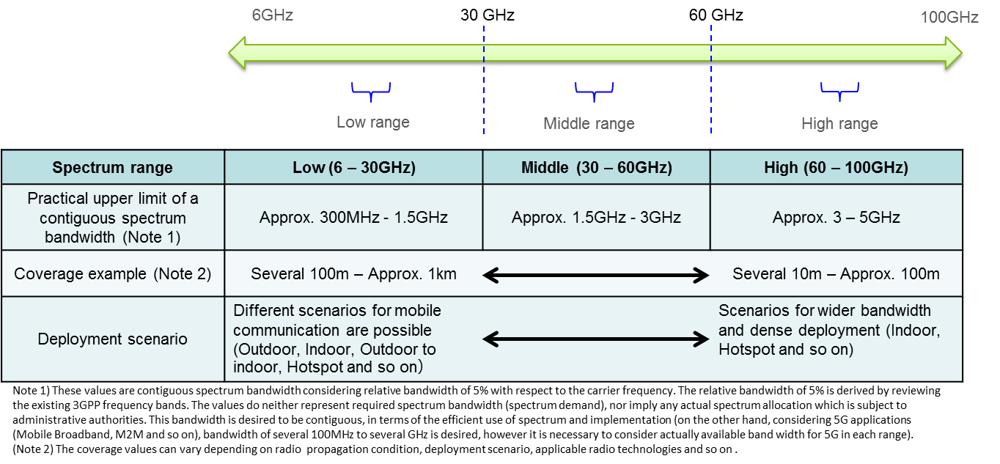 6GHz
30 GHz
60 GHz
100GHz
Low range
Middle range
High range
Spectrum range
Low (6 – 30GHz)
Middle (30 – 60GHz)
High (60 – 100GHz)
Practical upper limit of a
contiguous spectrum
bandwidth (Note 1)
Approx. 300MHz - 1.5GHz
Approx. 1.5GHz - 3GHz
Approx. 3 – 5GHz
Coverage example (Note 2)
Several 100m – Approx. 1km
Several 10m – Approx. 100m
Deployment scenario
Different scenarios for mobile
communication are possible
(Outdoor, Indoor, Outdoor to
indoor, Hotspot and so on)
Scenarios for wider bandwidth
and dense deployment (Indoor,
Hotspot and so on)
Note 1) These values are contiguous spectrum bandwidth considering relative bandwidth of 5% with respect to the carrier frequency. The relative bandwidth of 5% is derived by reviewing
the existing 3GPP frequency bands. The values do neither represent required spectrum bandwidth (spectrum demand), nor imply any actual spectrum allocation which is subject to
administrative authorities. This bandwidth is desired to be contiguous, in terms of the efficient use of spectrum and implementation (on the other hand, considering 5G applications
(Mobile Broadband, M2M and so on), bandwidth of several 100MHz to several GHz is desired, however it is necessary to consider actually available band width for 5G in each range).
(Note 2) The coverage values can vary depending on radio propagation condition, deployment scenario, applicable radio technologies and so on .